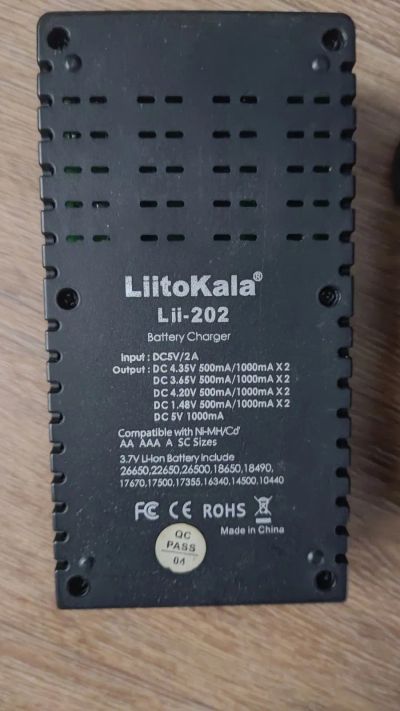 LiitoKala®
Lii-202
Battery Charger
Input : DC5V/2A
Output : DC 4.35V 500mA/1000mA X 2
DC 3.65V 500mA/1000mA X 2
DC 4.20V 500mA/1000mA X 2
DC 1.48V 500mA/1000mA X 2
DC 5V 1000mA
Compatible with Ni-MH/Cd'
AA AAA A SC Sizes
3.7V Li-Ion Battery include
26650,22650,26500,18650,18490,
17670,17500,17355,16340,14500,10440
FC CE ROHS
Made in China
QC
PASS
04